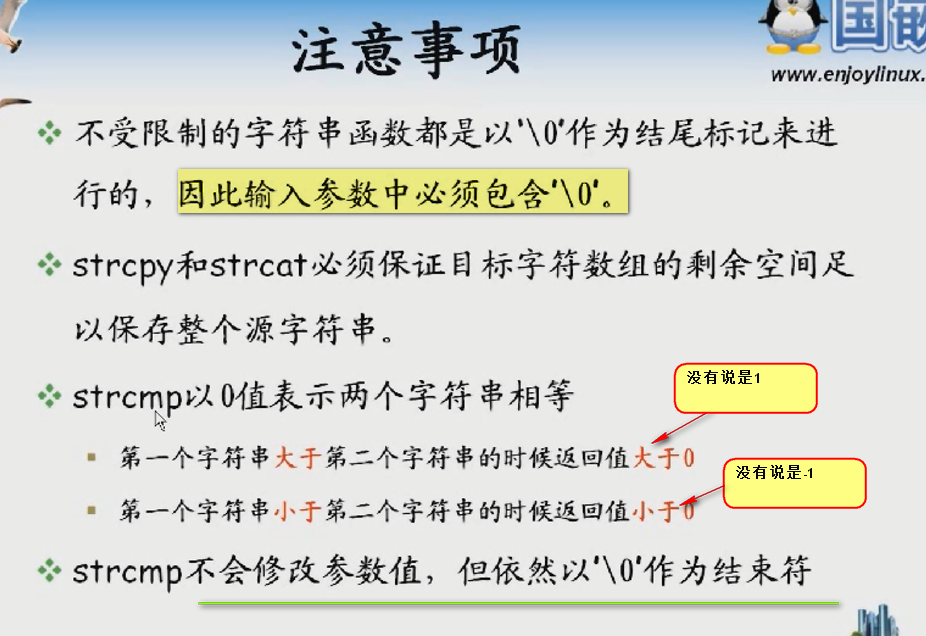 注意事项
国嵌
www.enjoylinux.
不受限制的字符串函数都是以'\0'作为结尾标记来进
行的，因此输入参数中必须包含'\0'。
strcpy和strcat必须保证目标字符数组的剩余空间足
以保存整个源字符串。
strcmp以0值表示两个字符串相等
没有说是1
第一个字符串大于第二个字符串的时候返回值大于0
没有说是-1
第一个字符串小于第二个字符串的时候返回值小于0
strcmp不会修改参数值，但依然以'\0'作为结束符